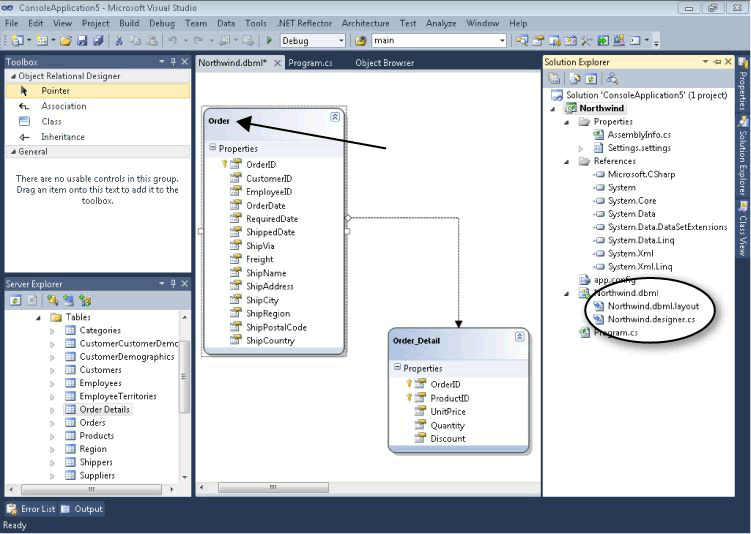 ConsoleApplication5 - Microsoft Visual Studio
File Edit View Project Build Debug Team Data Tools .NET Reflector Architecture Test Analyze Window Help
Debug main
Toolbox
Object Relational Designer
Pointer
Association
Class
Inheritance
General
There are no usable controls in this group.
Drag an item onto this text to add it to the
toolbox.
Server Explorer
Tables
Categories
CustomerCustomerDemo
CustomerDemographics
Customers
Employees
EmployeeTerritories
Order Details
Orders
Products
Region
Shippers
Suppliers
Northwind.dbml* Program.cs Object Browser
Order
Properties
OrderID
CustomerID
EmployeeID
OrderDate
RequiredDate
ShippedDate
ShipVia
Freight
ShipName
ShipAddress
ShipCity
ShipRegion
ShipPostalCode
ShipCountry
Order_Detail
Properties
OrderID
ProductID
UnitPrice
Quantity
Discount
Solution Explorer
Solution 'ConsoleApplication5' (1 project)
Northwind
Properties
AssemblyInfo.cs
Settings.settings
References
Microsoft.CSharp
System
System.Core
System.Data
System.Data.DataSetExtensions
System.Data.Linq
System.Xml
System.Xml.Linq
app.config
Northwind.dbml
Northwind.dbml.layout
Northwind.designer.cs
Program.cs
Properties
Solution Explorer
Class View
Error List Output
Ready